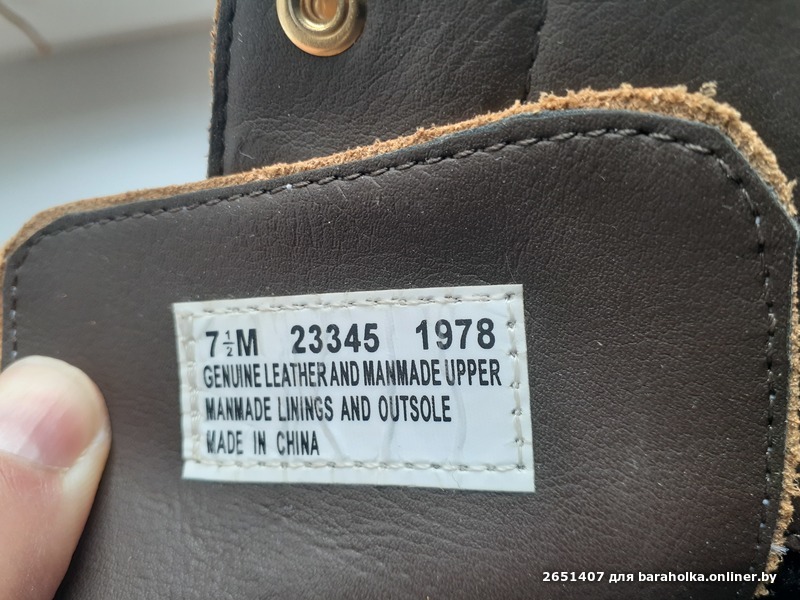 7½M 23345 1978
GENUINE LEATHER AND MANMADE UPPER
MANMADE LININGS AND OUTSOLE
MADE IN CHINA
2651407 для baraholka.onliner.by